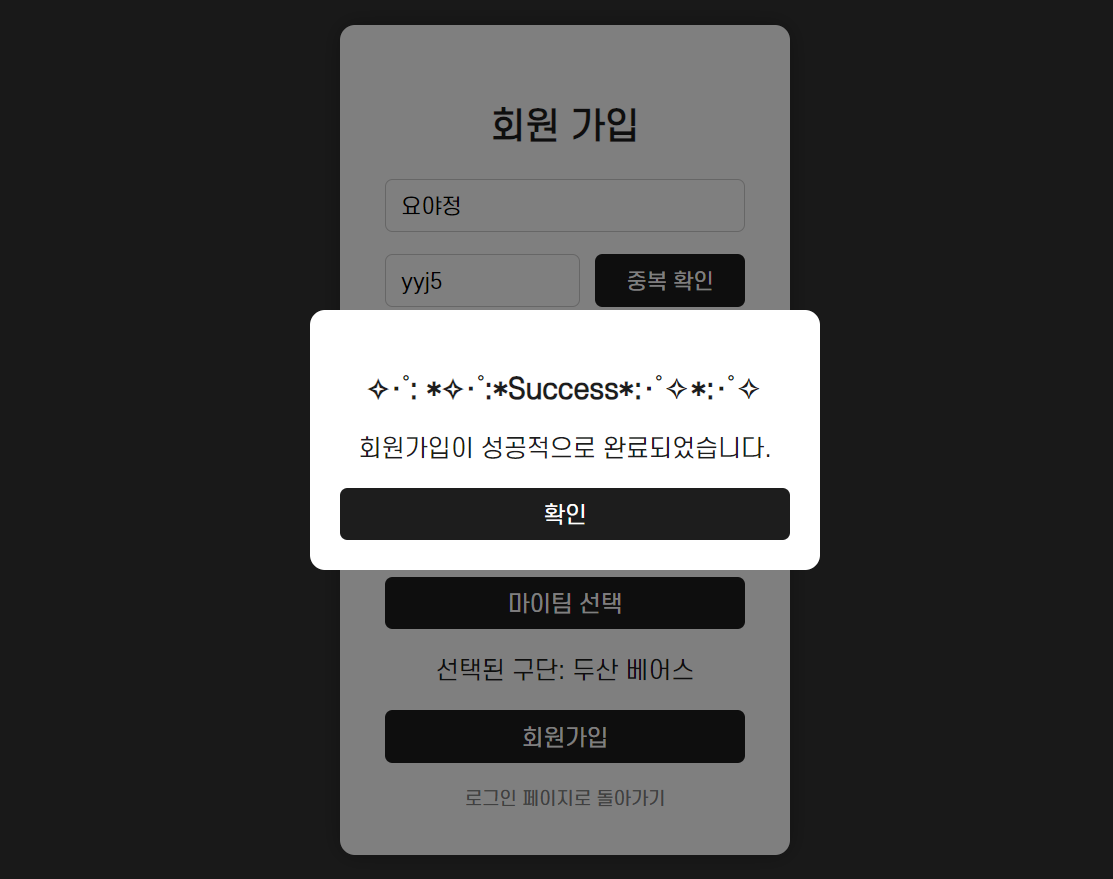 회원 가입
요야정
yyj5 중복 확인
✧･ﾟ: *✧･ﾟ:*Success*:･ﾟ✧*:･ﾟ✧
회원가입이 성공적으로 완료되었습니다.
확인
마이팀 선택
선택된 구단: 두산 베어스
회원가입
로그인 페이지로 돌아가기